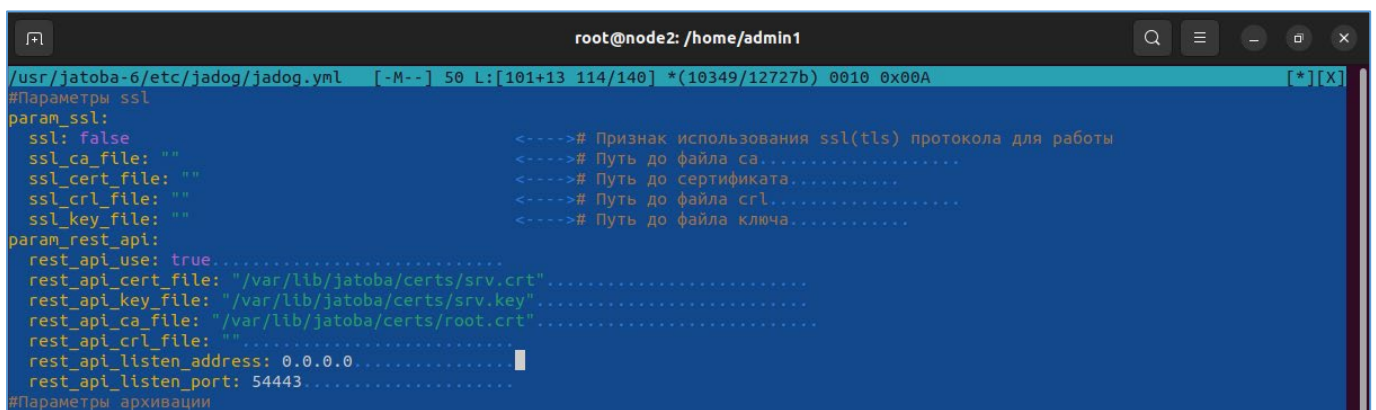 root@node2: /home/admin1
/usr/jatoba-6/etc/jadog/jadog.yml [-M--] 50 L:[101+13 114/140] *(10349/12727b) 0010 0x00A [*][X]
#Параметры ssl
param_ssl:
ssl: false <----># Признак использования ssl(tls) протокола для работы
ssl_ca_file: "" <----># Путь до файла ca....................
ssl_cert_file: "" <----># Путь до сертификата...........
ssl_crl_file: "" <----># Путь до файла crl...................
ssl_key_file: "" <----># Путь до файла ключа............
param_rest_api:
rest_api_use: true.............................
rest_api_cert_file: "/var/lib/jatoba/certs/srv.crt"..........................
rest_api_key_file: "/var/lib/jatoba/certs/srv.key"...........................
rest_api_ca_file: "/var/lib/jatoba/certs/root.crt"............................
rest_api_crl_file: ""...........................
rest_api_listen_address: 0.0.0.0................
rest_api_listen_port: 54443.....................
#Параметры архивации